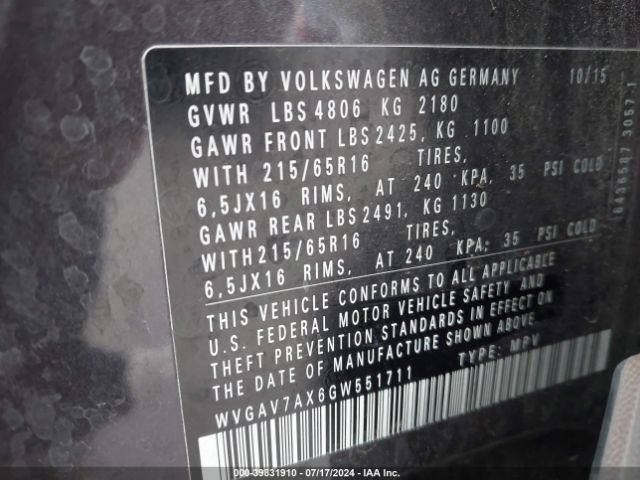 MFD BY VOLKSWAGEN AG GERMANY 10/15
GVWR LBS 4806 KG 2180
GAWR FRONT LBS 2425, KG 1100
WITH 215/65R16 TIRES,
6,5JX16 RIMS, AT 240 KPA, 35 PSI COLD
GAWR REAR LBS 2491, KG 1130
WITH 215/65R16 TIRES,
6,5JX16 RIMS, AT 240 KPA, 35 PSI COLD
THIS VEHICLE CONFORMS TO ALL APPLICABLE
U.S. FEDERAL MOTOR VEHICLE SAFETY AND
THEFT PREVENTION STANDARDS IN EFFECT ON
THE DATE OF MANUFACTURE SHOWN ABOVE.
WVGAV7AX6GW551711 TYPE: MPV
000-39831910 - 07/17/2024 - IAA Inc.